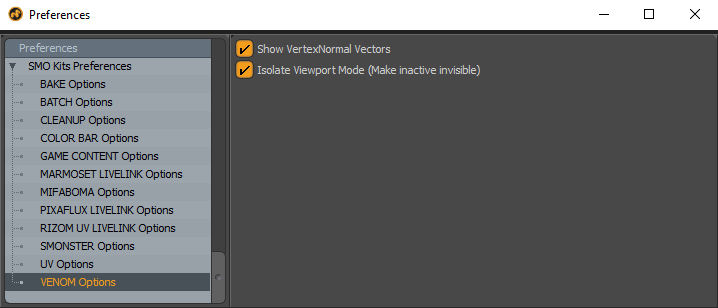 Preferences
Preferences
SMO Kits Preferences
BAKE Options
BATCH Options
CLEANUP Options
COLOR BAR Options
GAME CONTENT Options
MARMOSET LIVELINK Options
MIFABOMA Options
PIXAFLUX LIVELINK Options
RIZOM UV LIVELINK Options
SMONSTER Options
UV Options
VENOM Options
Show VertexNormal Vectors
Isolate Viewport Mode (Make inactive invisible)